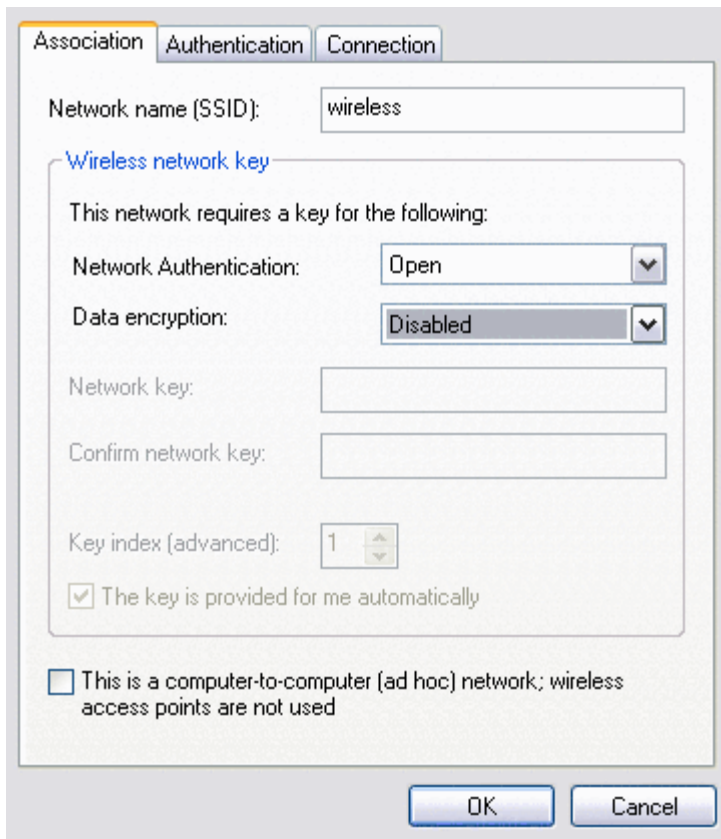 Association Authentication Connection
Network name (SSID): wireless
Wireless network key
This network requires a key for the following:
Network Authentication: Open
Data encryption: Disabled
Network key:
Confirm network key:
Key index (advanced): 1
The key is provided for me automatically
This is a computer-to-computer (ad hoc) network; wireless
access points are not used
OK Cancel